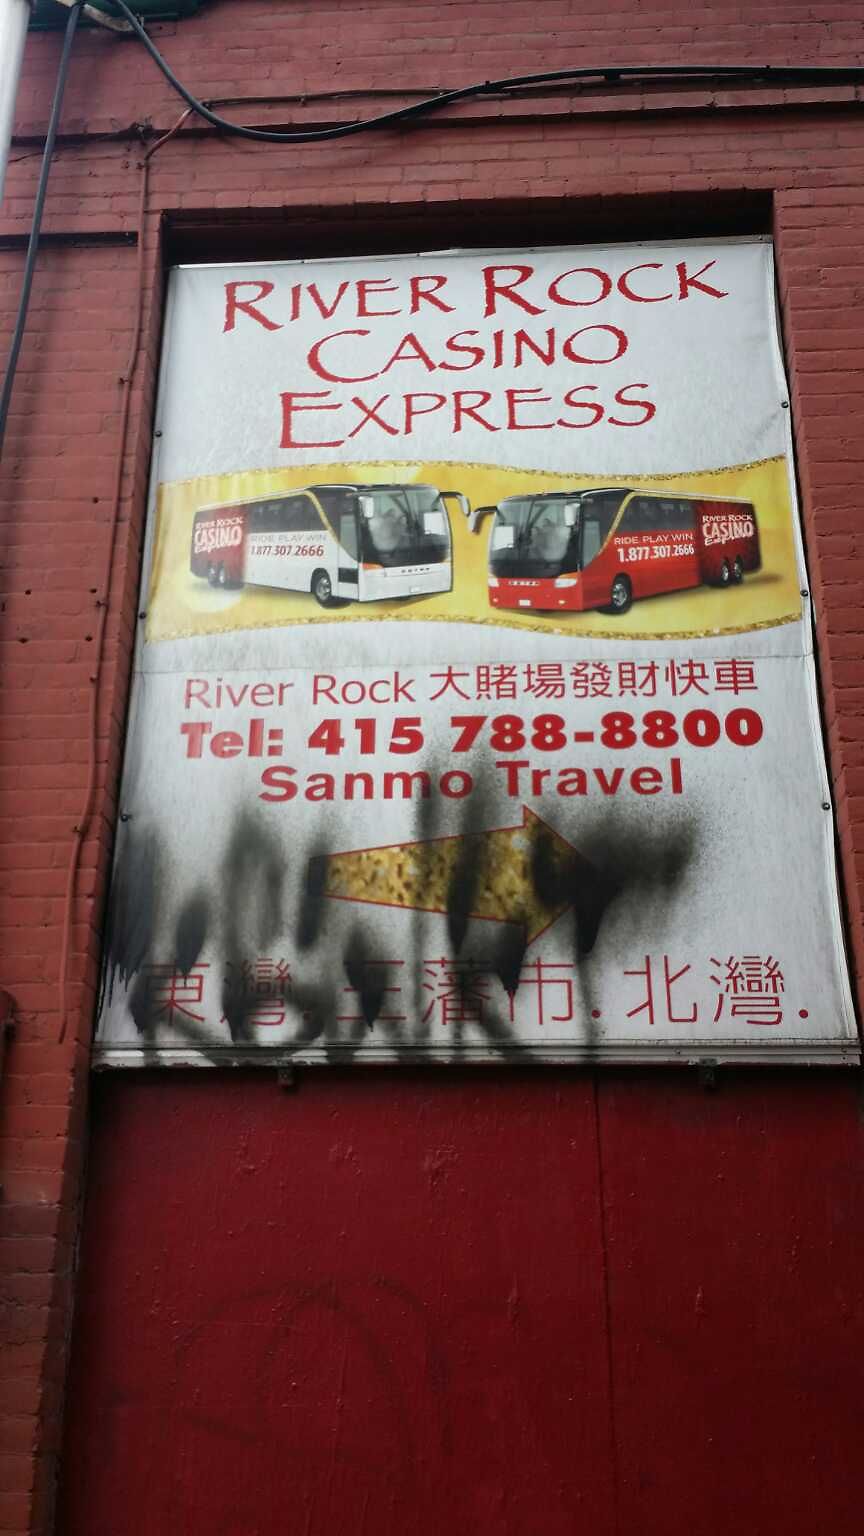 RIVER ROCK
CASINO
EXPRESS
RIVER ROCK
CASINO
Express
RIDE PLAY WIN
1.877.307.2666
RIDE PLAY WIN
1.877.307.2666
RIVER ROCK
CASINO
Express
River Rock 大賭場發財快車
Tel: 415 788-8800
Sanmo Travel
東灣.三藩市.北灣.